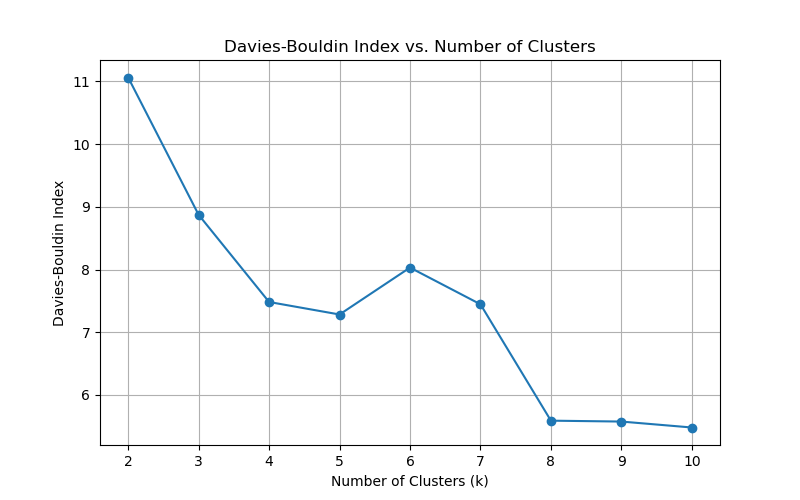 Davies-Bouldin Index vs. Number of Clusters
11
10
9
8
7
6
Davies-Bouldin Index
2 3 4 5 6 7 8 9 10
Number of Clusters (k)